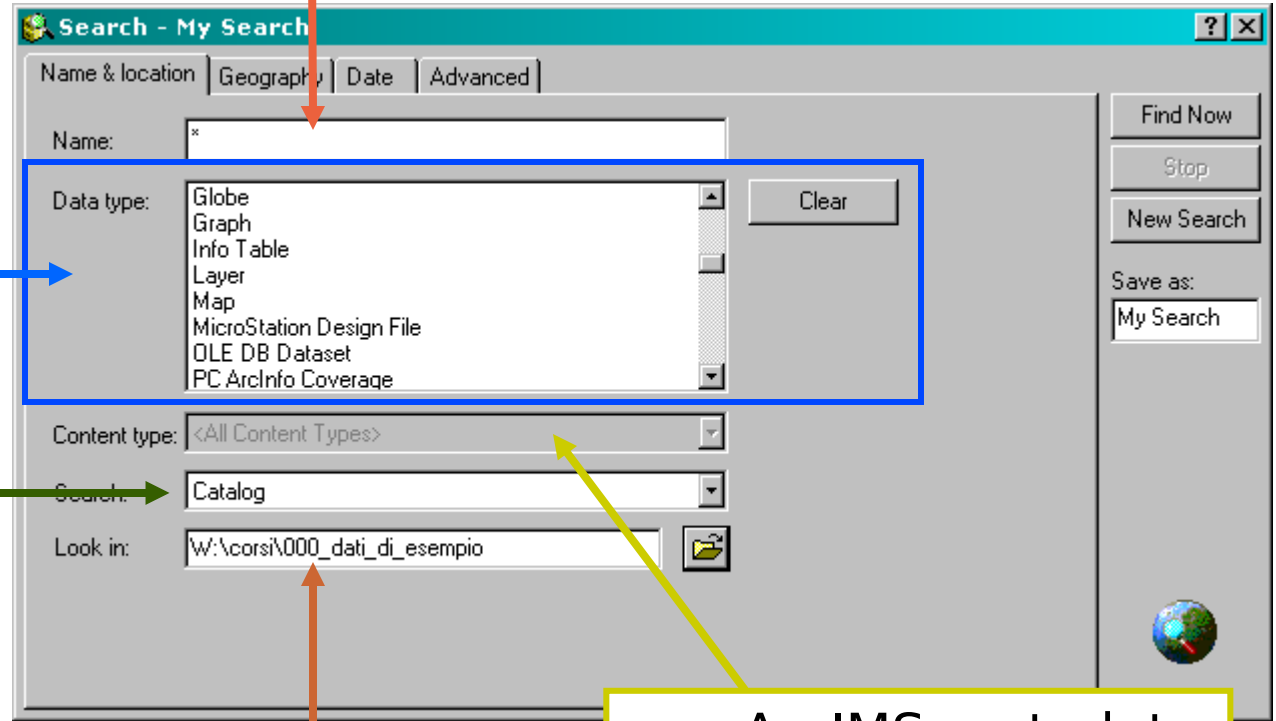 Search - My Search
Name & location Geography Date Advanced
Name: *
Data type:
Globe
Graph
Info Table
Layer
Map
MicroStation Design File
OLE DB Dataset
PC ArcInfo Coverage
Clear
Content type: <All Content Types>
Search: Catalog
Look in: W:\corsi\000_dati_di_esempio
Find Now
Stop
New Search
Save as:
My Search